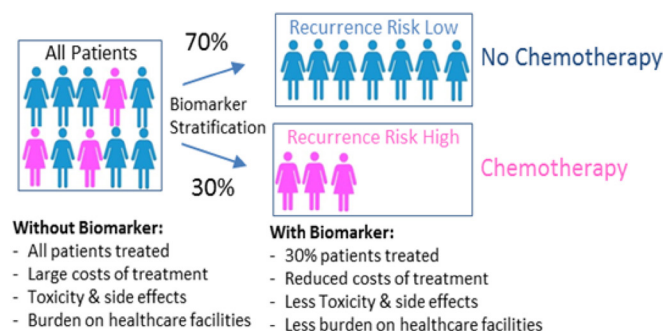 All Patients
70%
Biomarker
Stratification
30%
Recurrence Risk Low
No Chemotherapy
Recurrence Risk High
Chemotherapy
Without Biomarker:
- All patients treated
- Large costs of treatment
- Toxicity & side effects
- Burden on healthcare facilities
With Biomarker:
- 30% patients treated
- Reduced costs of treatment
- Less Toxicity & side effects
- Less burden on healthcare facilities